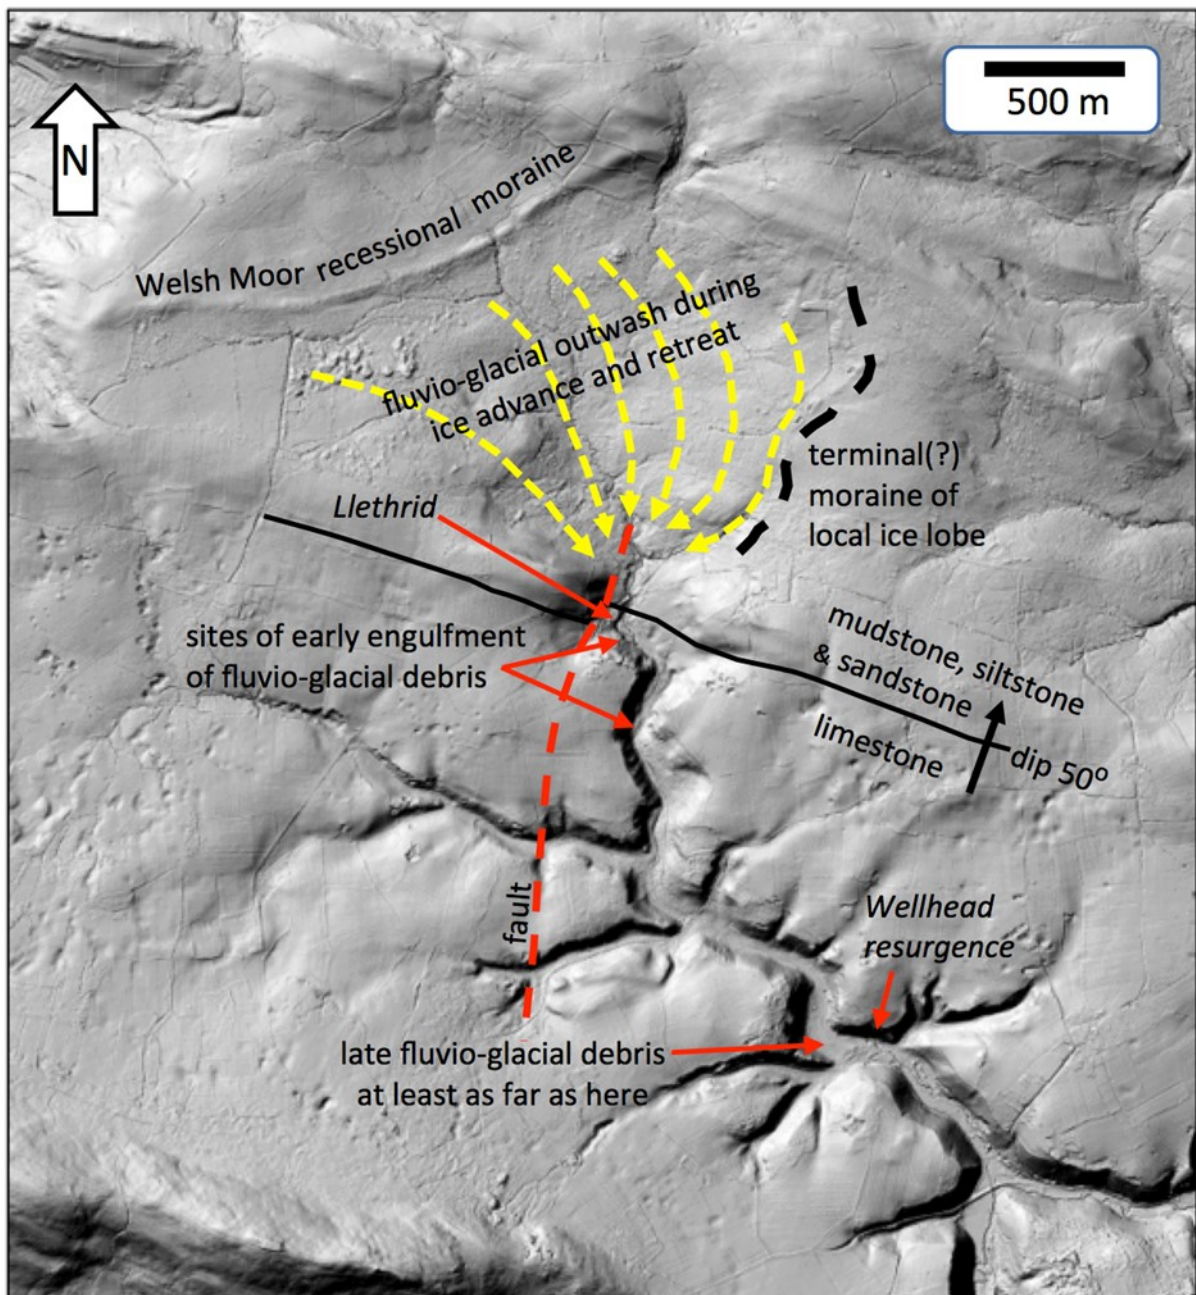 500 m
N
Welsh Moor recessional moraine
fluvio-glacial outwash during
ice advance and retreat
terminal(?)
moraine of
local ice lobe
Llethrid
sites of early engulfment
of fluvio-glacial debris
mudstone, siltstone
& sandstone
limestone
dip 50º
fault
Wellhead
resurgence
late fluvio-glacial debris
at least as far as here